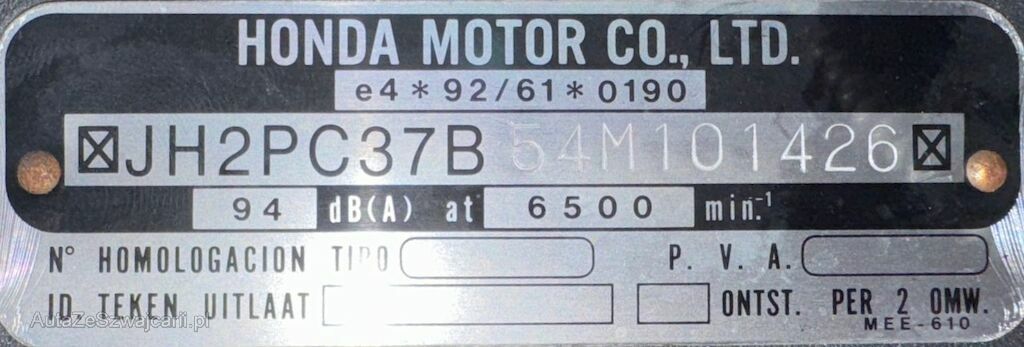 HONDA MOTOR CO., LTD.
e4*92/61*0190
JH2PC37B54M101426
94 dB(A) at 6500 min.⁻¹
N° HOMOLOGACION TIPO P. V. A.
ID TEKEN UITLAAT ONTST. PER 2 OMW.
MEE-610
AutaZeSzwajcarii.pl